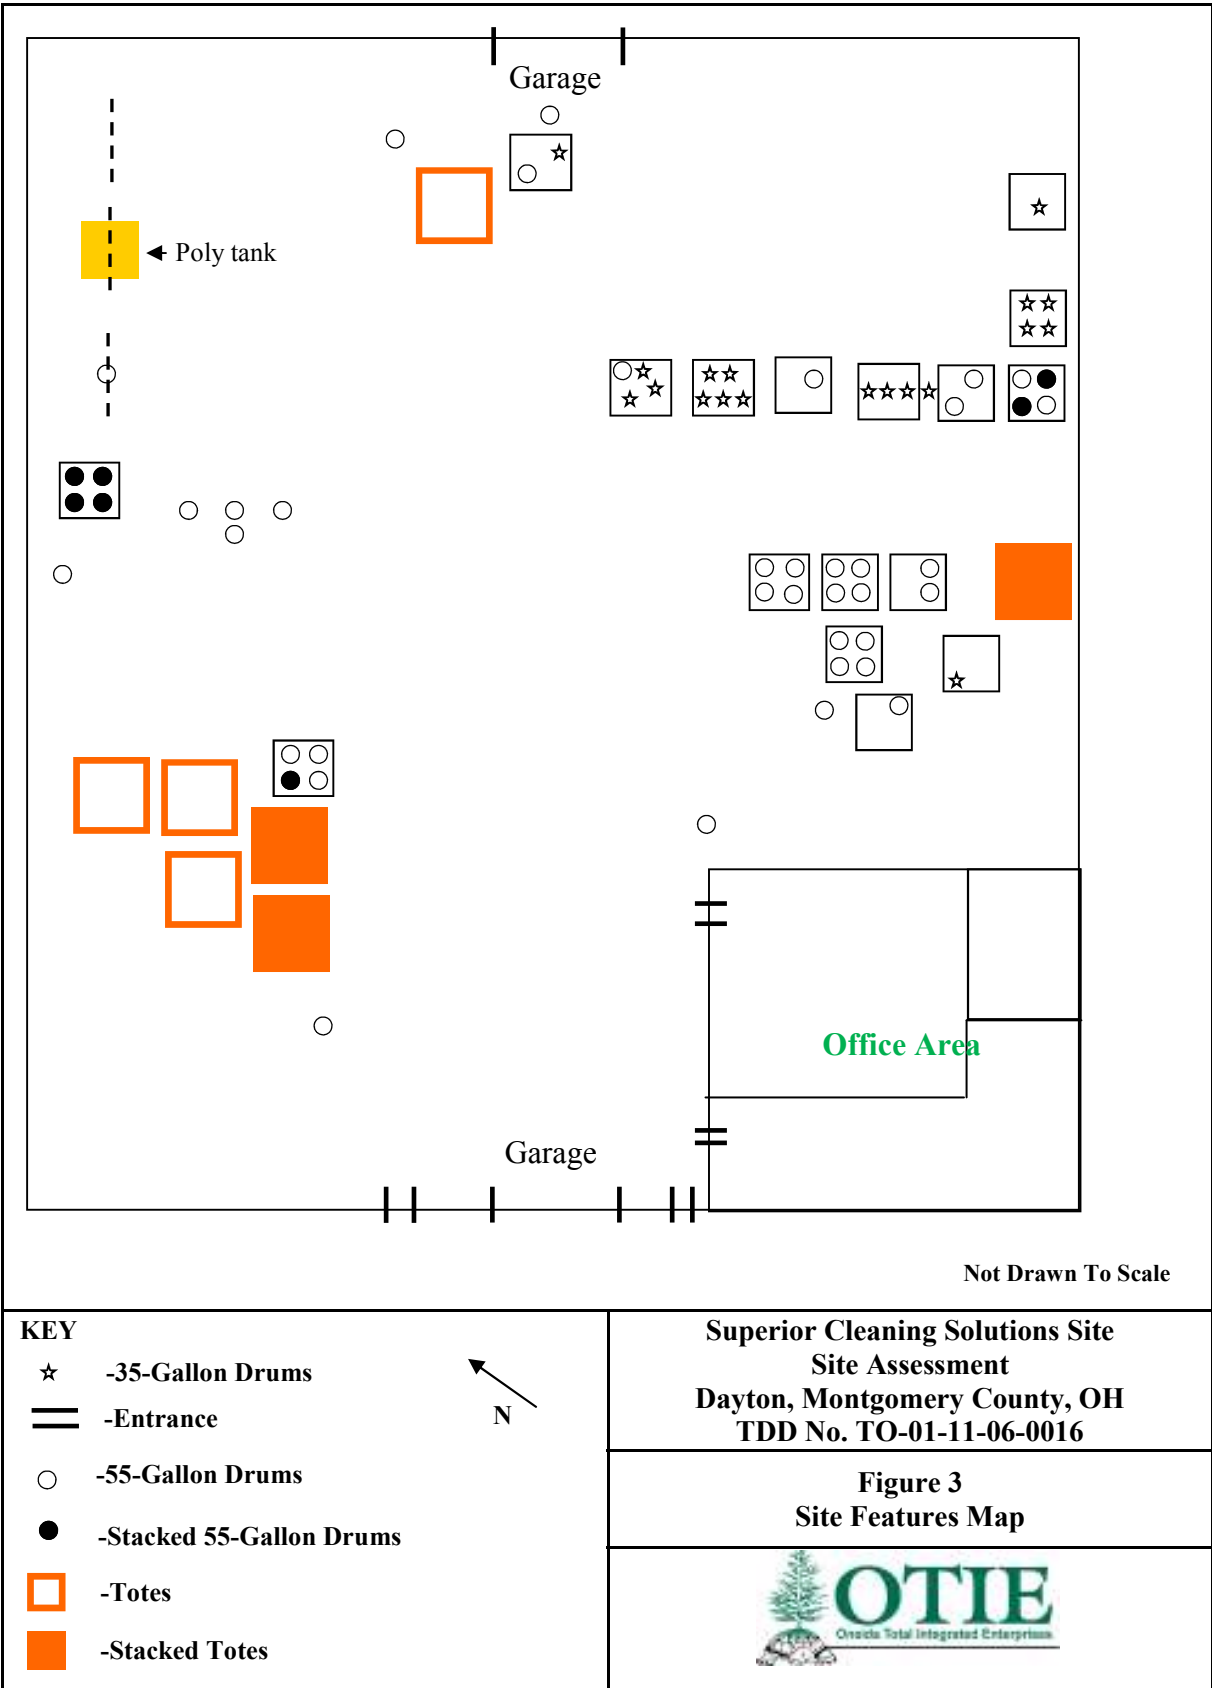 Garage
Poly tank
Office Area
Garage
Not Drawn To Scale
KEY
-35-Gallon Drums
-Entrance
N
-55-Gallon Drums
-Stacked 55-Gallon Drums
-Totes
-Stacked Totes
Superior Cleaning Solutions Site
Site Assessment
Dayton, Montgomery County, OH
TDD No. TO-01-11-06-0016
Figure 3
Site Features Map
OTIE
Oneida Total Integrated Enterprises